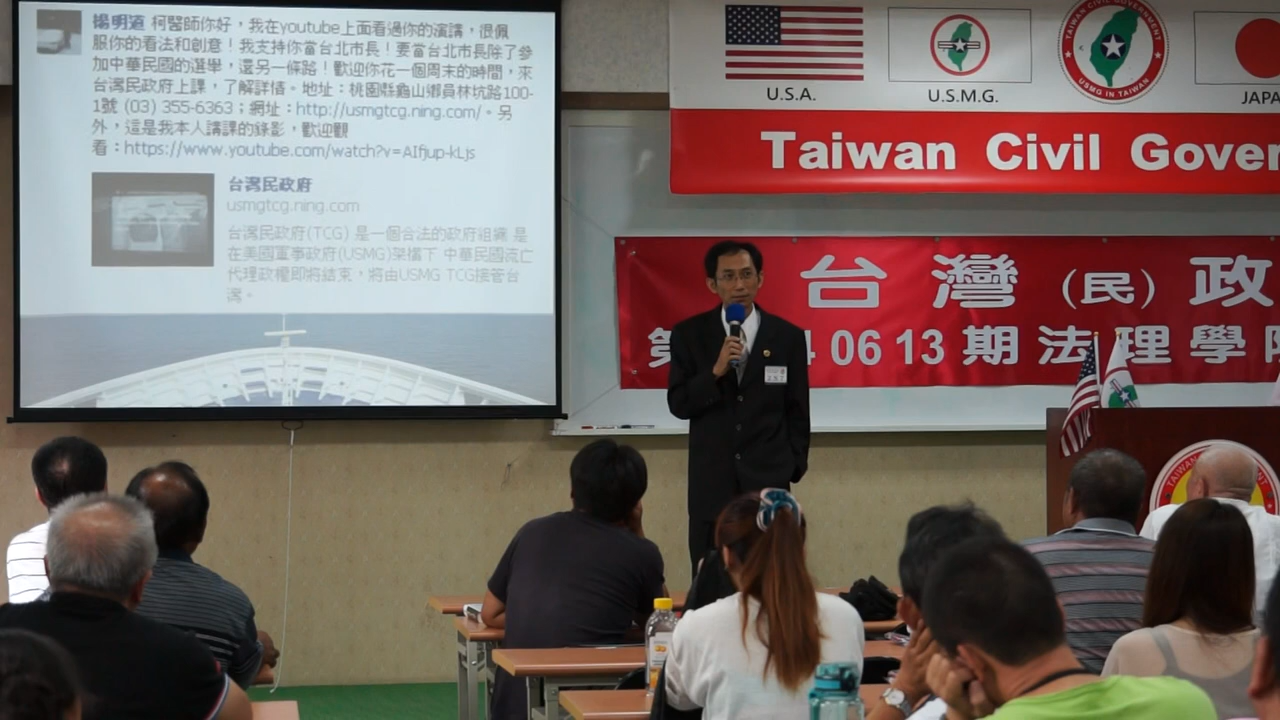 楊明道 柯醫師你好，我在youtube上面看過你的演講，很佩
服你的看法和創意！我支持你當台北市長！要當台北市長除了參
加中華民國的選舉，還另一條路！歡迎你花一個周末的時間，來
台灣民政府上課，了解詳情。地址：桃園縣龜山鄉員林坑路100-
1號 (03) 355-6363；網址：http://usmgtcg.ning.com/。另
外，這是我本人講課的錄影，歡迎觀
看：https://www.youtube.com/watch?v=AIfjup-kLjs
台灣民政府
usmgtcg.ning.com
台灣民政府(TCG) 是一個合法的政府組織 是
在美國軍事政府(USMG)架構下 中華民國流亡
代理政權即將結束，將由USMG TCG接管台
灣。
U.S.A.
U.S.M.G.
TAIWAN CIVIL GOVERNMENT
USMG IN TAIWAN
JAPA
Taiwan Civil Gover
台灣（民）政
第 4 06 13 期法理學